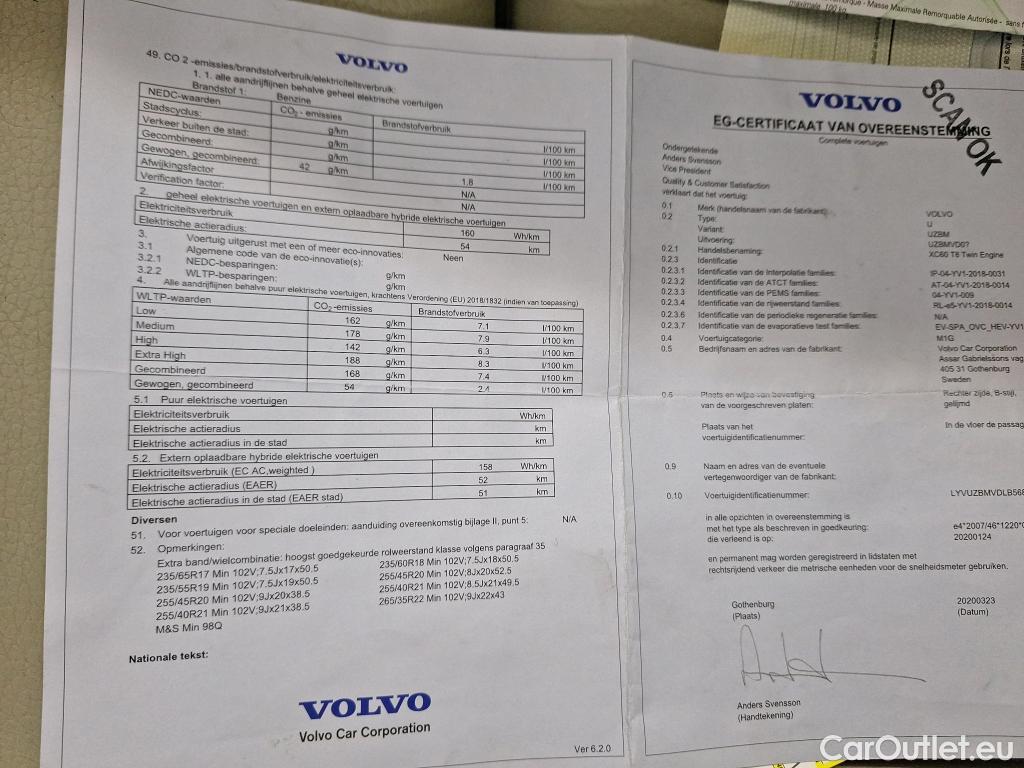 orque - Masse Maximale Remorquable Autorisée - sans f
maximale 100 kg
VOLVO
49. CO 2 -emissies/brandstofverbruik/elektriciteitsverbruik:
1. 1. alle aandrijflijnen behalve geheel elektrische voertuigen
Brandstof 1: Benzine
NEDC-waarden CO2 - emissies Brandstofverbruik
Stadscyclus: g/km l/100 km
Verkeer buiten de stad: g/km l/100 km
Gecombineerd: g/km l/100 km
Gewogen, gecombineerd: 42 g/km 1.8 l/100 km
Afwijkingsfactor N/A
Verification factor: N/A
2. geheel elektrische voertuigen en extern oplaadbare hybride elektrische voertuigen
Elektriciteitsverbruik 160 Wh/km
Elektrische actieradius: 54 km
3. Voertuig uitgerust met een of meer eco-innovaties: Neen
3.1 Algemene code van de eco-innovatie(s):
3.2.1 NEDC-besparingen: g/km
3.2.2 WLTP-besparingen: g/km
4. Alle aandrijflijnen behalve puur elektrische voertuigen, krachtens Verordening (EU) 2018/1832 (indien van toepassing)
WLTP-waarden CO2-emissies Brandstofverbruik
Low 162 g/km 7.1 l/100 km
Medium 178 g/km 7.9 l/100 km
High 142 g/km 6.3 l/100 km
Extra High 188 g/km 8.3 l/100 km
Gecombineerd 168 g/km 7.4 l/100 km
Gewogen, gecombineerd 54 g/km 2.4 l/100 km
5.1 Puur elektrische voertuigen
Elektriciteitsverbruik Wh/km
Elektrische actieradius km
Elektrische actieradius in de stad km
5.2. Extern oplaadbare hybride elektrische voertuigen
Elektriciteitsverbruik (EC AC,weighted ) 158 Wh/km
Elektrische actieradius (EAER) 52 km
Elektrische actieradius in de stad (EAER stad) 51 km
Diversen
51. Voor voertuigen voor speciale doeleinden: aanduiding overeenkomstig bijlage II, punt 5: N/A
52. Opmerkingen:
Extra band/wielcombinatie: hoogst goedgekeurde rolweerstand klasse volgens paragraaf 35
235/65R17 Min 102V;7.5Jx17x50.5 235/60R18 Min 102V;7.5Jx18x50.5
235/55R19 Min 102V;7.5Jx19x50.5 255/45R20 Min 102V;8Jx20x52.5
255/45R20 Min 102V;9Jx20x38.5 255/40R21 Min 102V;8.5Jx21x49.5
255/40R21 Min 102V;9Jx21x38.5 265/35R22 Min 102V;9Jx22x43
M&S Min 98Q
Nationale tekst:
VOLVO
Volvo Car Corporation
Ver 6.2.0
VOLVO
SCAN OK
EG-CERTIFICAAT VAN OVEREENSTEMMING
Complete voertuigen
Ondergetekende
Anders Svensson
Vice President
Quality & Customer Satisfaction
verklaart dat het voertuig:
0.1 Merk (handelsnaam van de fabrikant): VOLVO
0.2 Type: U
Variant: UZBM
Uitvoering: UZBMVD07
0.2.1 Handelsbenaming: XC60 T8 Twin Engine
0.2.3 Identificatie
0.2.3.1 Identificatie van de Interpolatie families: IP-04-YV1-2018-0031
0.2.3.2 Identificatie van de ATCT families: AT-04-YV1-2018-0014
0.2.3.3 Identificatie van de PEMS families: 04-YV1-009
0.2.3.4 Identificatie van de rijweerstand families: RL-e5-YV1-2018-0014
0.2.3.6 Identificatie van de periodieke regeneratie families: N/A
0.2.3.7 Identificatie van de evaporatieve test families: EV-SPA_OVC_HEV-YV1
0.4 Voertuigcategorie: M1G
0.5 Bedrijfsnaam en adres van de fabrikant: Volvo Car Corporation
Assar Gabrielssons vag
405 31 Gothenburg
Sweden
0.6 Plaats en wijze van bevestiging Rechter zijde, B-stijl,
van de voorgeschreven platen: gelijmd
Plaats van het In de vloer de passag
voertuigidentificatienummer:
0.9 Naam en adres van de eventuele
vertegenwoordiger van de fabrikant:
0.10 Voertuigidentificatienummer: LYVUZBMVDLB568
in alle opzichten in overeenstemming is
met het type als beschreven in goedkeuring: e4*2007/46*1220*
die verleend is op: 20200124
en permanent mag worden geregistreerd in lidstaten met
rechtsrijdend verkeer die metrische eenheden voor de snelheidsmeter gebruiken.
Gothenburg 20200323
(Plaats) (Datum)
Anders Svensson
(Handtekening)
CarOutlet.eu